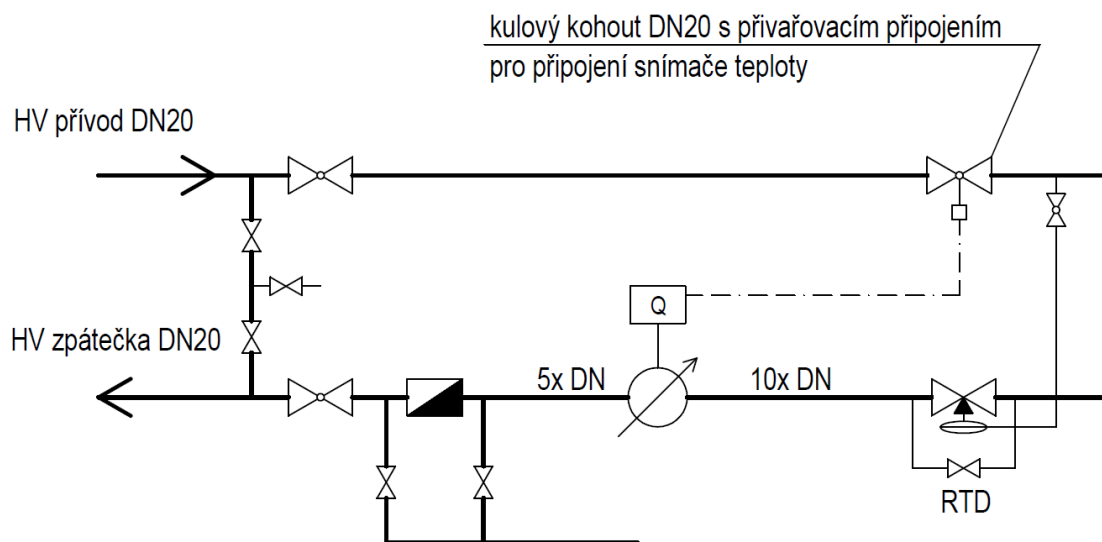 kulový kohout DN20 s přivařovacím připojením
pro připojení snímače teploty
HV přívod DN20
Q
HV zpátečka DN20
5x DN
10x DN
RTD